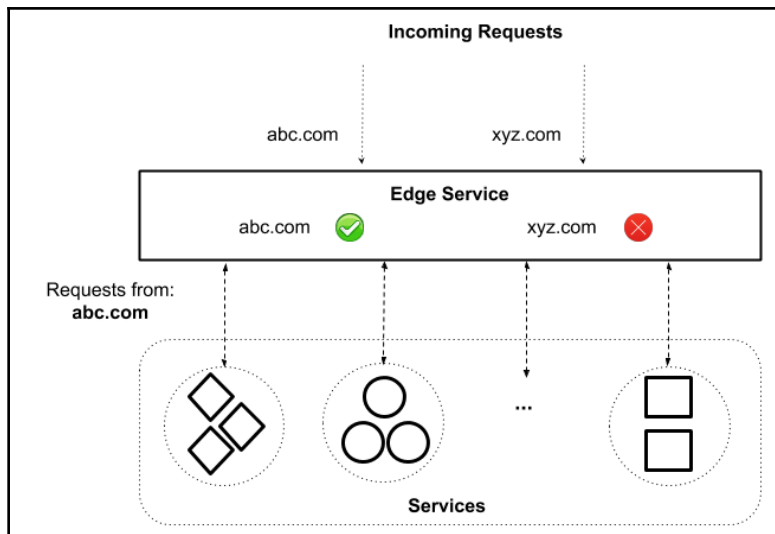 Incoming Requests
abc.com
xyz.com
Edge Service
abc.com
xyz.com
Requests from:
abc.com
...
Services